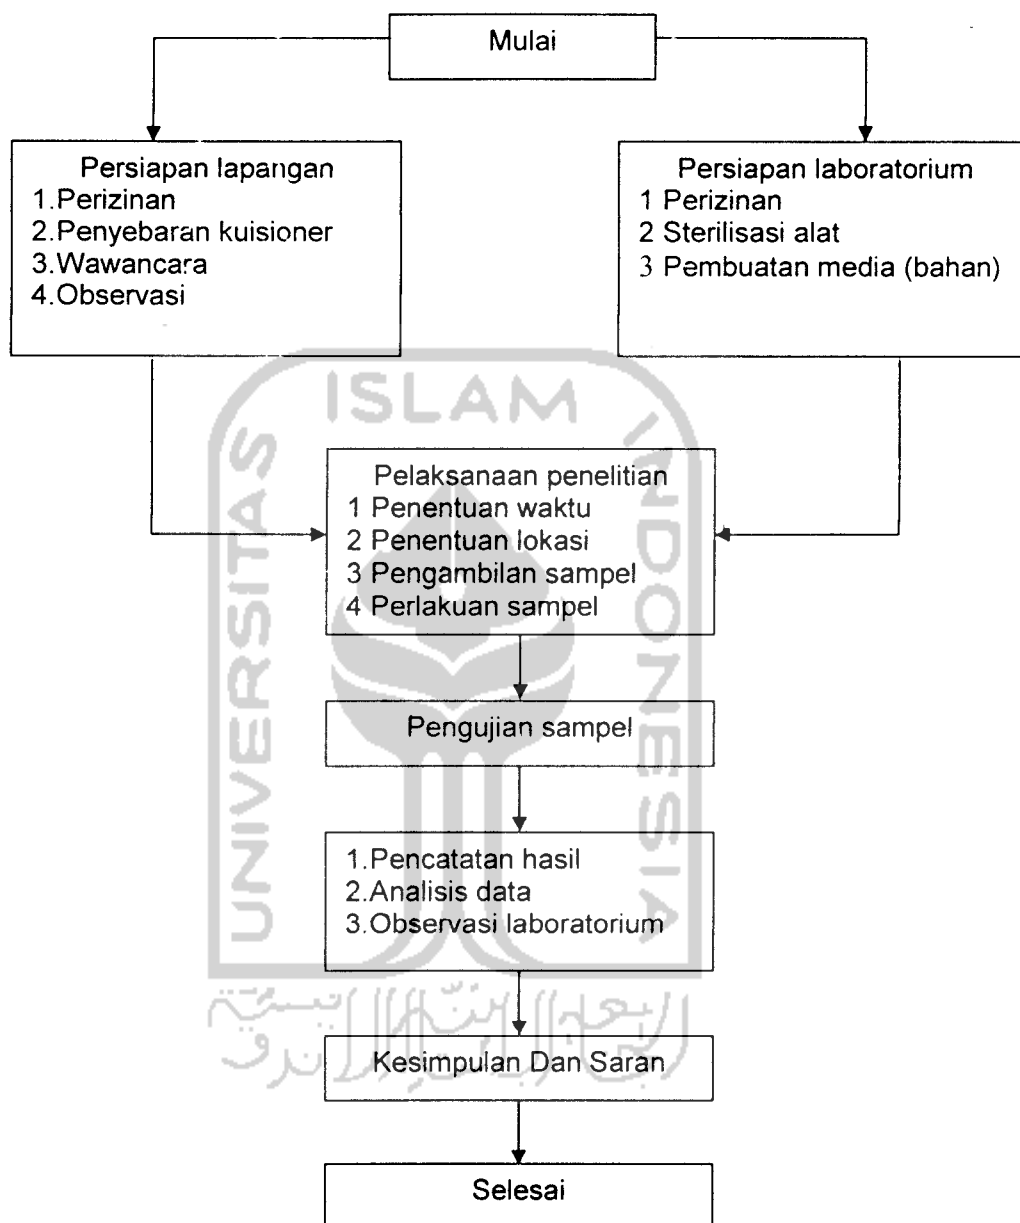 Mulai
Persiapan lapangan
1.Perizinan
2.Penyebaran kuisioner
3.Wawancara
4.Observasi
Persiapan laboratorium
1 Perizinan
2 Sterilisasi alat
3 Pembuatan media (bahan)
Pelaksanaan penelitian
1 Penentuan waktu
2 Penentuan lokasi
3 Pengambilan sampel
4 Perlakuan sampel
Pengujian sampel
1.Pencatatan hasil
2.Analisis data
3.Observasi laboratorium
Kesimpulan Dan Saran
Selesai
UNIVERSITAS
ISLAM
INDONESIA